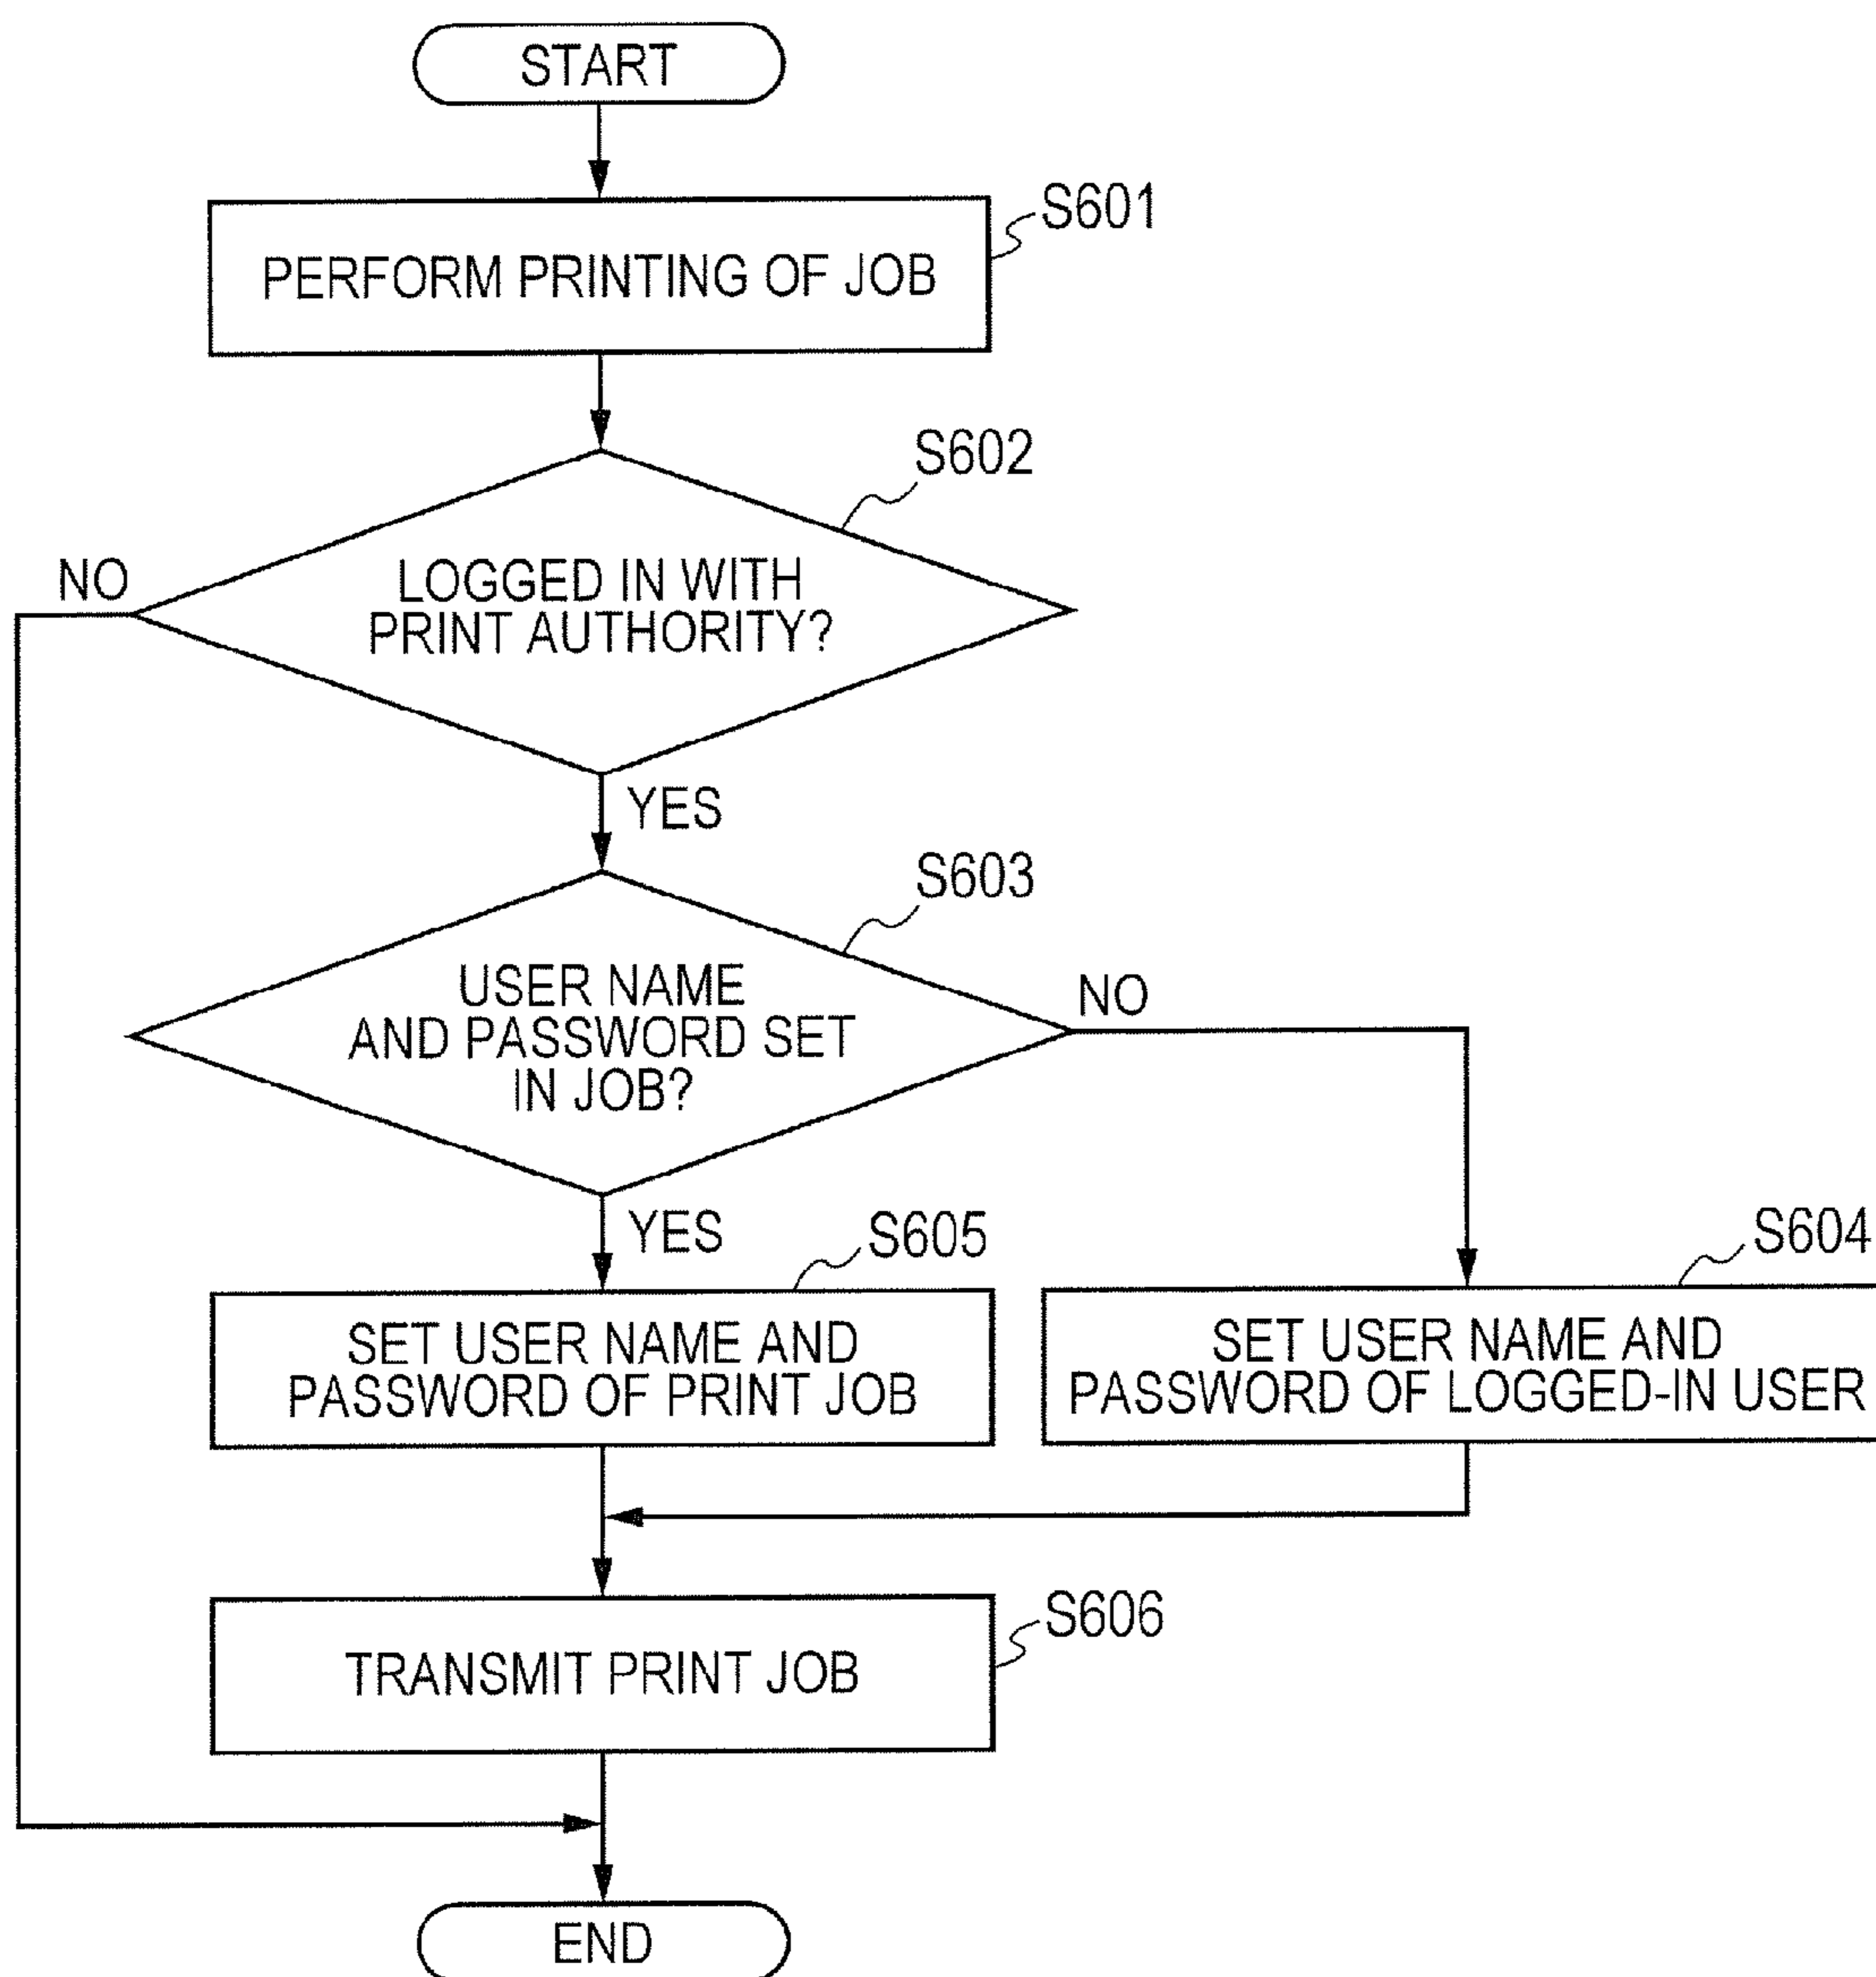 START
S601
PERFORM PRINTING OF JOB
S602
NO
LOGGED IN WITH
PRINT AUTHORITY?
YES
S603
USER NAME
AND PASSWORD SET
IN JOB?
NO
YES
S605
S604
SET USER NAME AND
PASSWORD OF PRINT JOB
SET USER NAME AND
PASSWORD OF LOGGED-IN USER
S606
TRANSMIT PRINT JOB
END